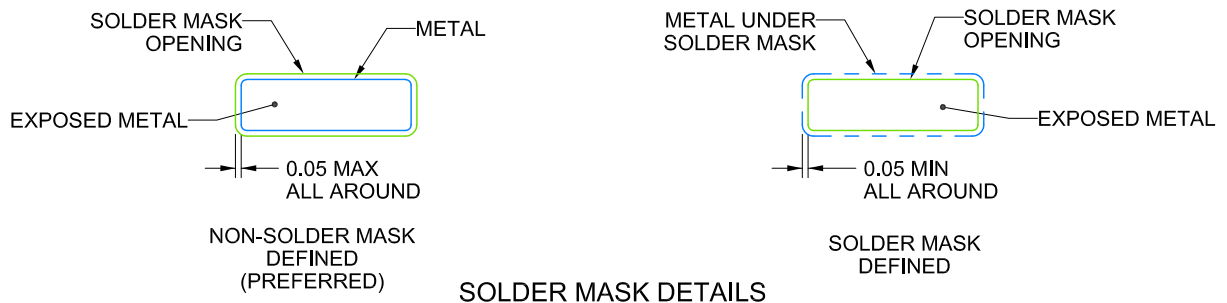 SOLDER MASK
OPENING
METAL
EXPOSED METAL
0.05 MAX
ALL AROUND
NON-SOLDER MASK
DEFINED
(PREFERRED)
METAL UNDER
SOLDER MASK
SOLDER MASK
OPENING
EXPOSED METAL
0.05 MIN
ALL AROUND
SOLDER MASK
DEFINED
SOLDER MASK DETAILS